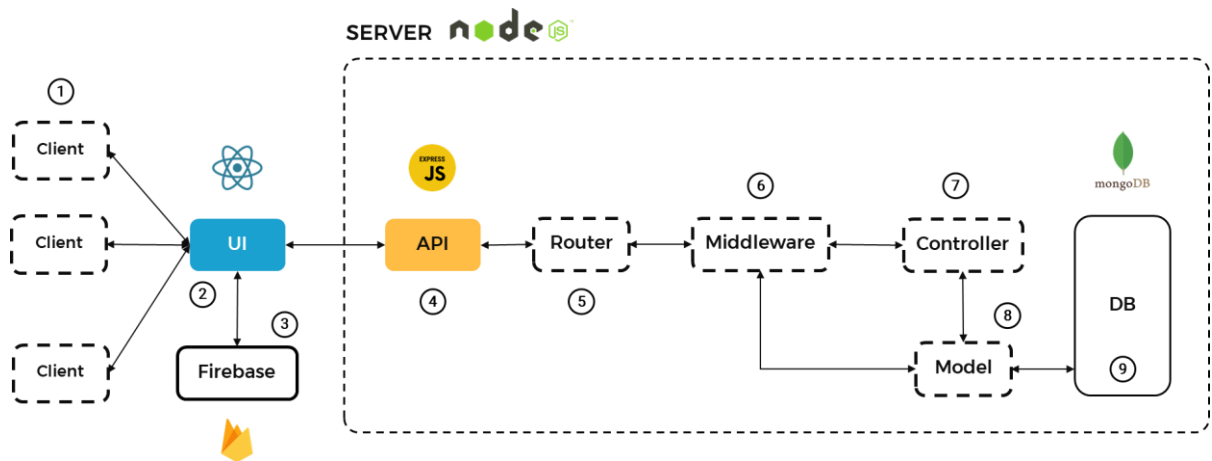 SERVER node JS
1
Client
Client
Client
UI
2
3
Firebase
EXPRESS
JS
API
4
Router
5
6
Middleware
7
Controller
8
Model
mongoDB
DB
9